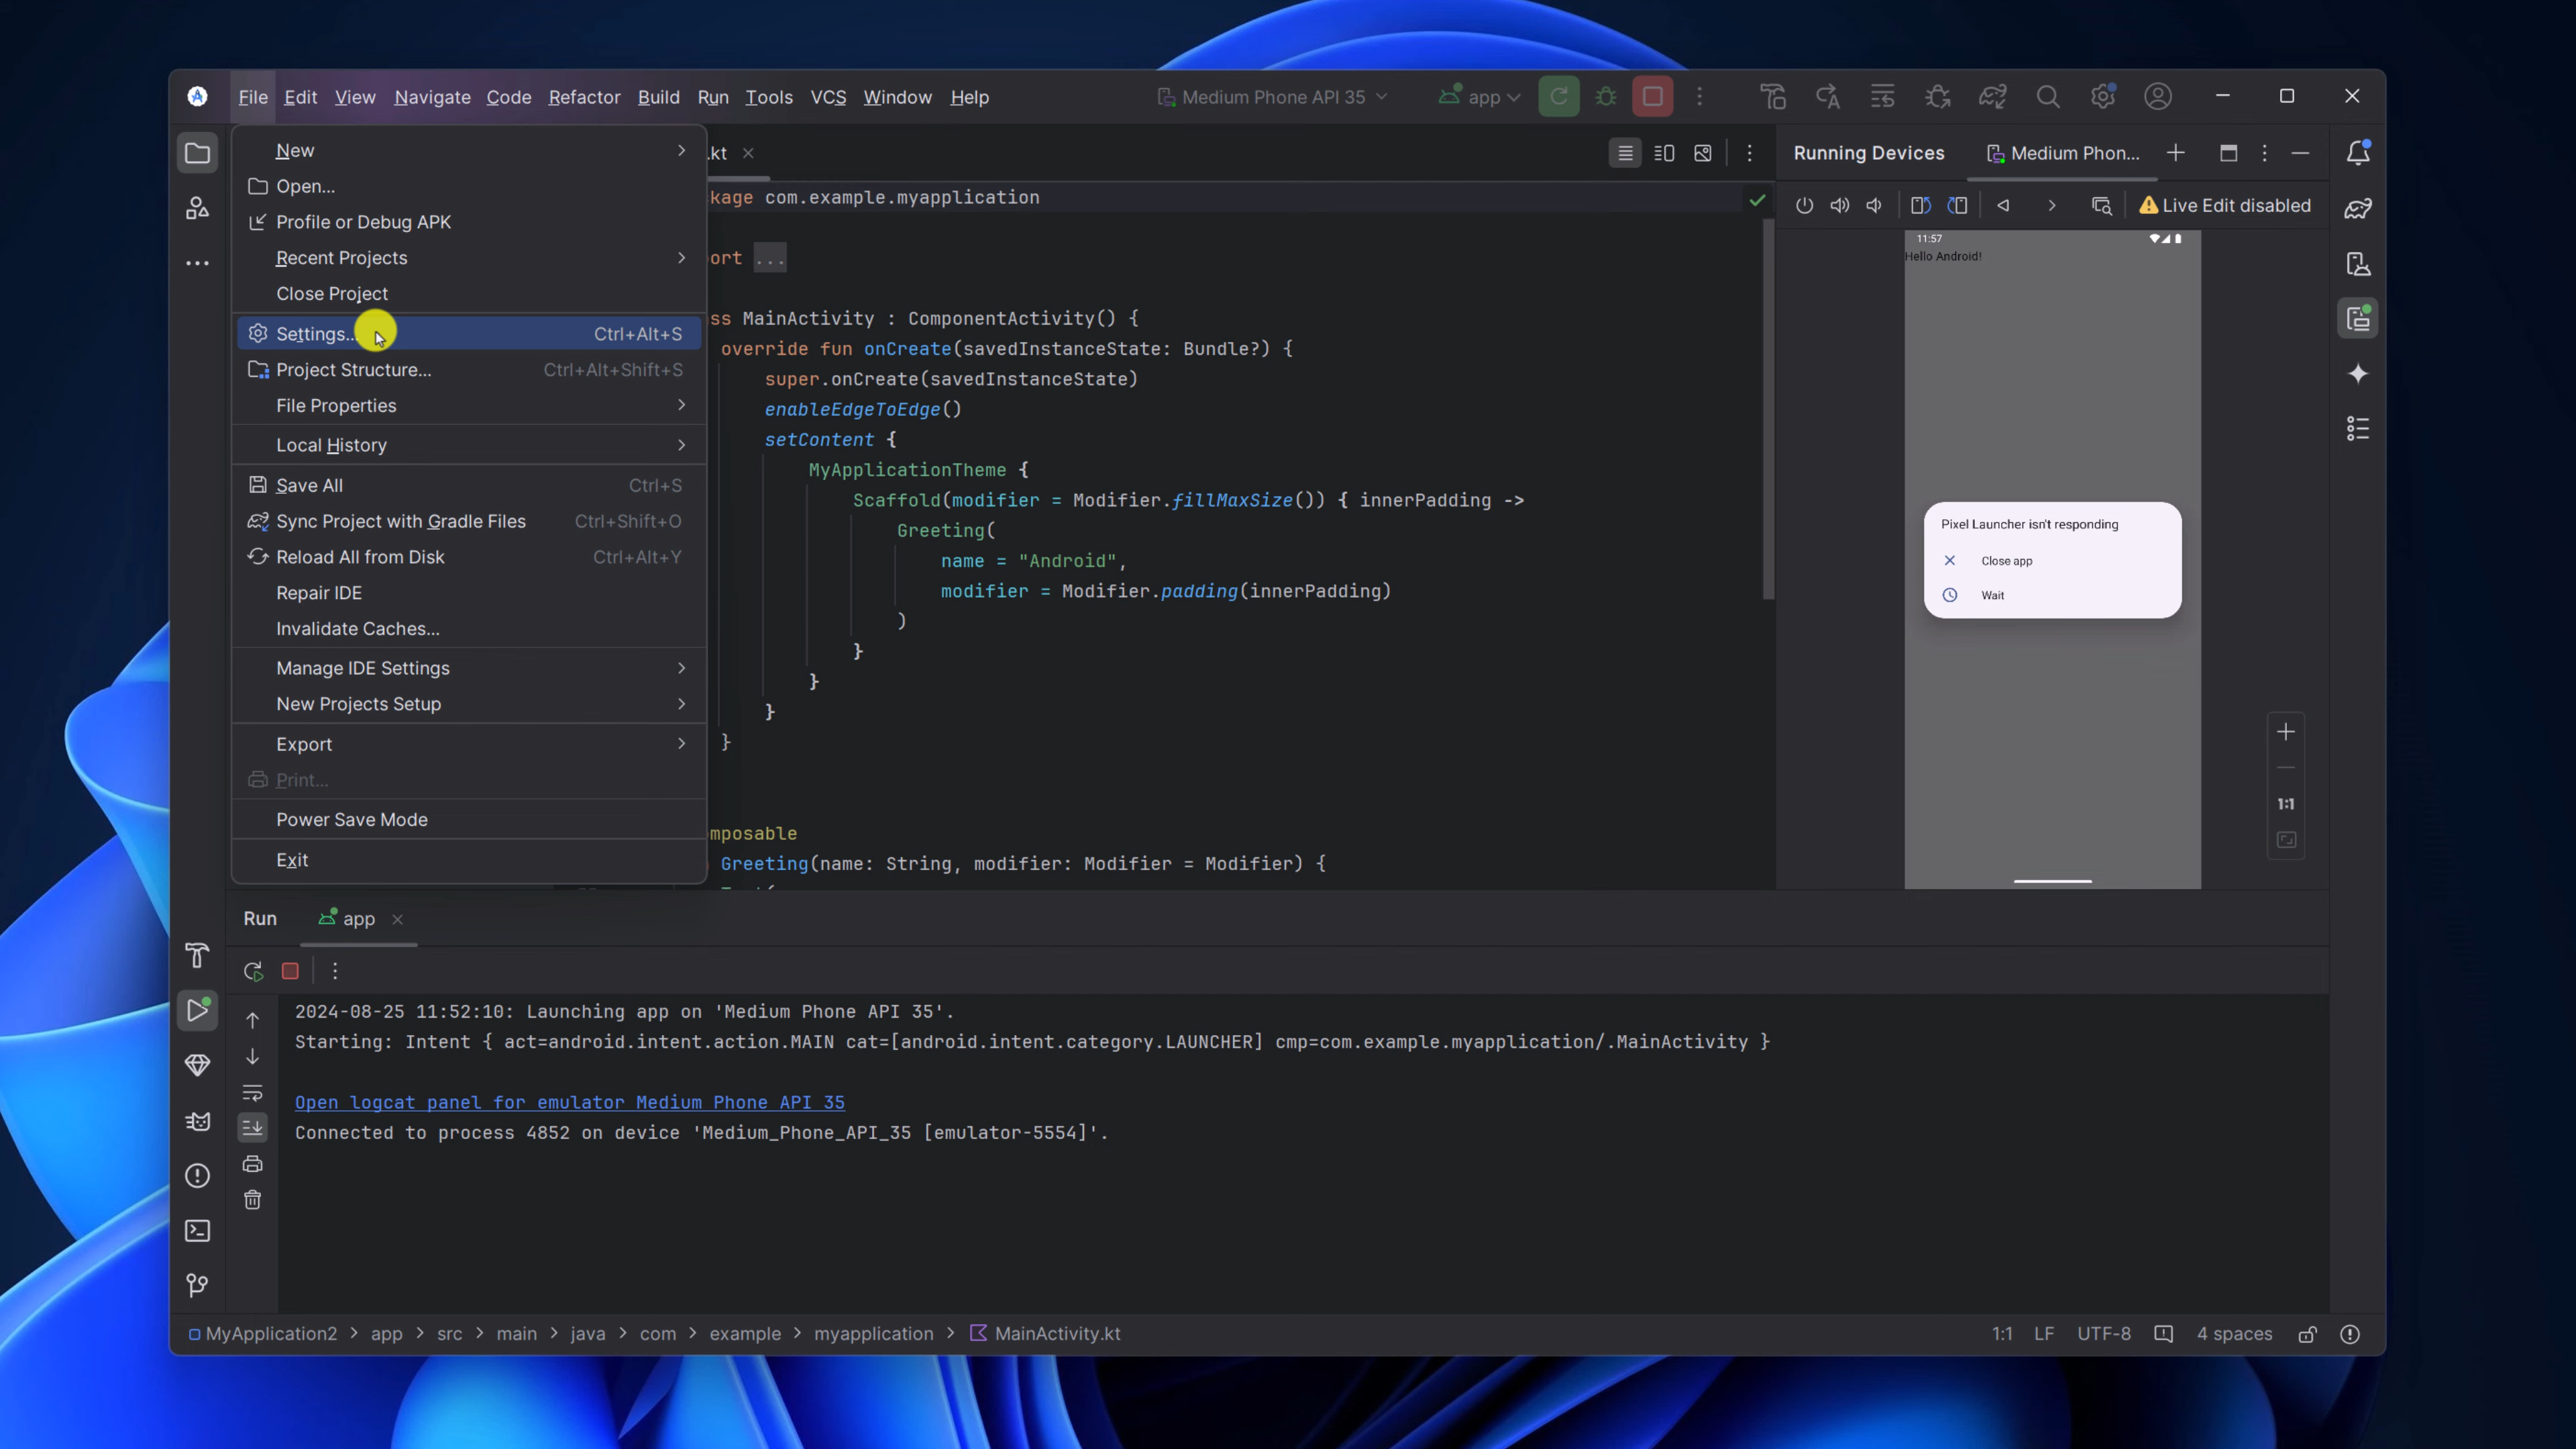 File Edit View Navigate Code Refactor Build Run Tools VCS Window Help
Medium Phone API 35
app
New
Open...
Profile or Debug APK
Recent Projects
Close Project
Settings... Ctrl+Alt+S
Project Structure... Ctrl+Alt+Shift+S
File Properties
Local History
Save All Ctrl+S
Sync Project with Gradle Files Ctrl+Shift+O
Reload All from Disk Ctrl+Alt+Y
Repair IDE
Invalidate Caches...
Manage IDE Settings
New Projects Setup
Export
Print...
Power Save Mode
Exit
.kt
kage com.example.myapplication
ort ...
ss MainActivity : ComponentActivity() {
override fun onCreate(savedInstanceState: Bundle?) {
super.onCreate(savedInstanceState)
enableEdgeToEdge()
setContent {
MyApplicationTheme {
Scaffold(modifier = Modifier.fillMaxSize()) { innerPadding ->
Greeting(
name = "Android",
modifier = Modifier.padding(innerPadding)
)
}
}
}
}
mposable
Greeting(name: String, modifier: Modifier = Modifier) {
Running Devices
Medium Phon...
Live Edit disabled
11:57
Hello Android!
Pixel Launcher isn't responding
Close app
Wait
1:1
Run app
2024-08-25 11:52:10: Launching app on 'Medium Phone API 35'.
Starting: Intent { act=android.intent.action.MAIN cat=[android.intent.category.LAUNCHER] cmp=com.example.myapplication/.MainActivity }
Open logcat panel for emulator Medium Phone API 35
Connected to process 4852 on device 'Medium_Phone_API_35 [emulator-5554]'.
MyApplication2 > app > src > main > java > com > example > myapplication > MainActivity.kt
1:1 LF UTF-8 4 spaces